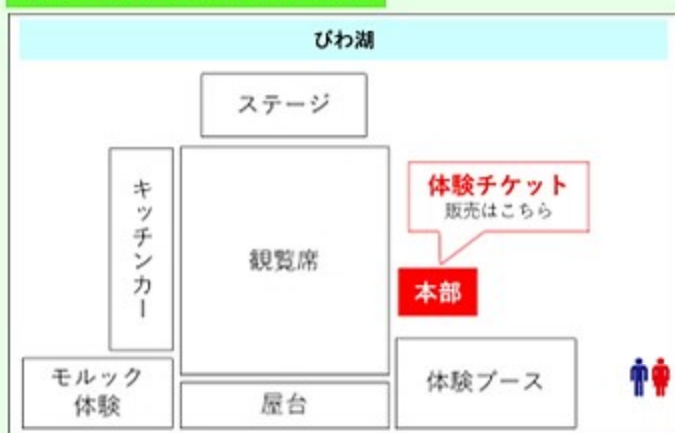 びわ湖
ステージ
キッチンカー
観覧席
体験チケット
販売はこちら
本部
モルック
体験
屋台
体験ブース